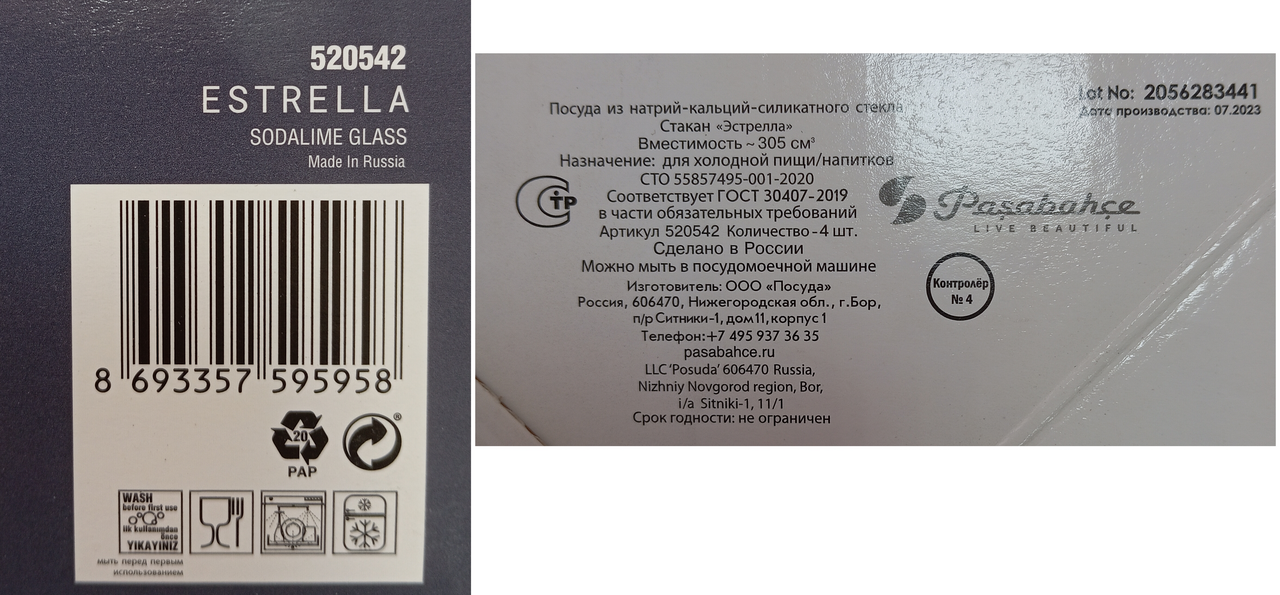 520542
ESTRELLA
SODALIME GLASS
Made In Russia
8 693357 595958
20
PAP
®
WASH
before first use
ilk kullanımdan
önce
YIKAYINIZ
мыть перед первым
использованием
Посуда из натрий-кальций-силикатного стекла
Стакан «Эстрелла»
Вместимость ~ 305 см³
Назначение: для холодной пищи/напитков
СТО 55857495-001-2020
Соответствует ГОСТ 30407-2019
в части обязательных требований
Артикул 520542 Количество - 4 шт.
Сделано в России
Можно мыть в посудомоечной машине
Изготовитель: ООО «Посуда»
Россия, 606470, Нижегородская обл., г.Бор,
п/р Ситники-1, дом 11, корпус 1
Телефон:+7 495 937 36 35
pasabahce.ru
LLC 'Posuda' 606470 Russia,
Nizhniy Novgorod region, Bor,
i/a Sitniki-1, 11/1
Срок годности: не ограничен
СТР
Lot No: 2056283441
Дата производства: 07.2023
Paşabahçe
LIVE BEAUTIFUL
Контролёр
№ 4